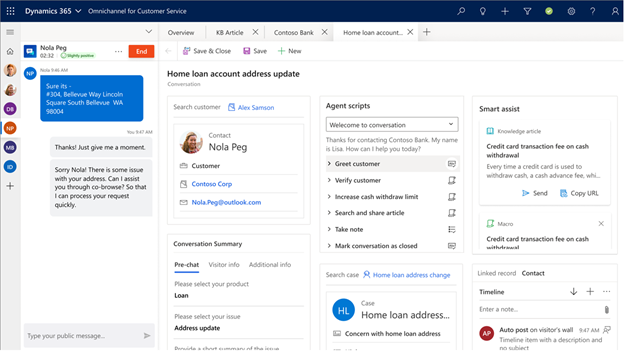 Dynamics 365
Omnichannel for Customer Service
Nola Peg
02:32
Slightly positive
End
Nola 9:46 AM
NP
Sure its -
#304, Bellevue Way Lincoln
Square South Bellevue WA
98004
You 9:47 AM
Thanks! Just give me a moment.
Sorry Nola! There is some
issue with your address. Can I assist
you through co-browse? So that
I can process your request
quickly.
Type your public message...
DB
NP
MB
ID
Overview
KB Article
Contoso Bank
Home loan account...
Save & Close
Save
New
Home loan account address update
Conversation
Search customer
Alex Samson
Contact
Nola Peg
Customer
Contoso Corp
Nola.Peg@outlook.com
Conversation Summary
Pre-chat
Visitor info
Additional info
Please select your product
Loan
Please select your issue
Address update
Provide a short summary of the issue
Agent scripts
Welcome to conversation
Thanks for contacting Contoso Bank. My name
is Lisa. How can I help you today?
Greet customer
Verify customer
Increase cash withdraw limit
Search and share article
Take note
Mark conversation as closed
Search case
Home loan address change
HL
Case
Home loan address...
Concern with home loan address
Smart assist
Knowledge article
Credit card transaction fee on cash
withdrawal
Every time a credit card is used to
withdraw cash, a cash advance fee, whi...
Send
Copy URL
Macro
Credit card transaction fee on cash
withdrawal
Linked record
Contact
Timeline
Enter a note...
AP
Auto post on visitor's wall
9:47 AM
Timeline item with a description and
no subject